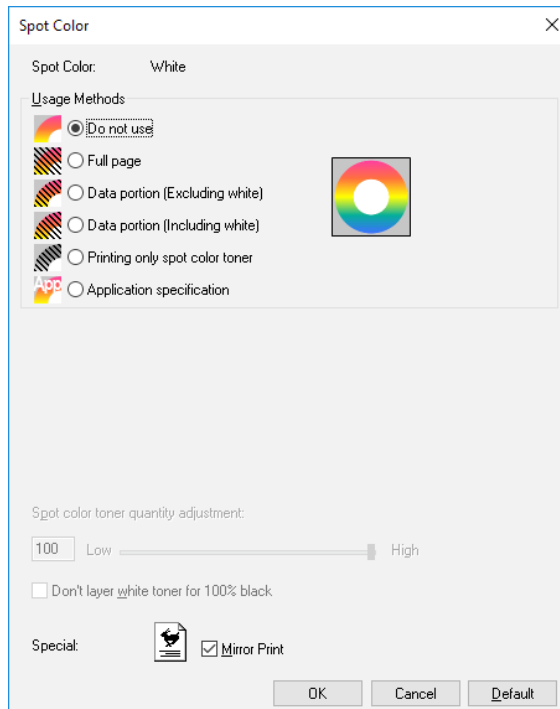 Spot Color
Spot Color: White
Usage Methods
Do not use
Full page
Data portion (Excluding white)
Data portion (Including white)
Printing only spot color toner
App Application specification
Spot color toner quantity adjustment:
100 Low High
Don't layer white toner for 100% black
Special: Mirror Print
OK Cancel Default